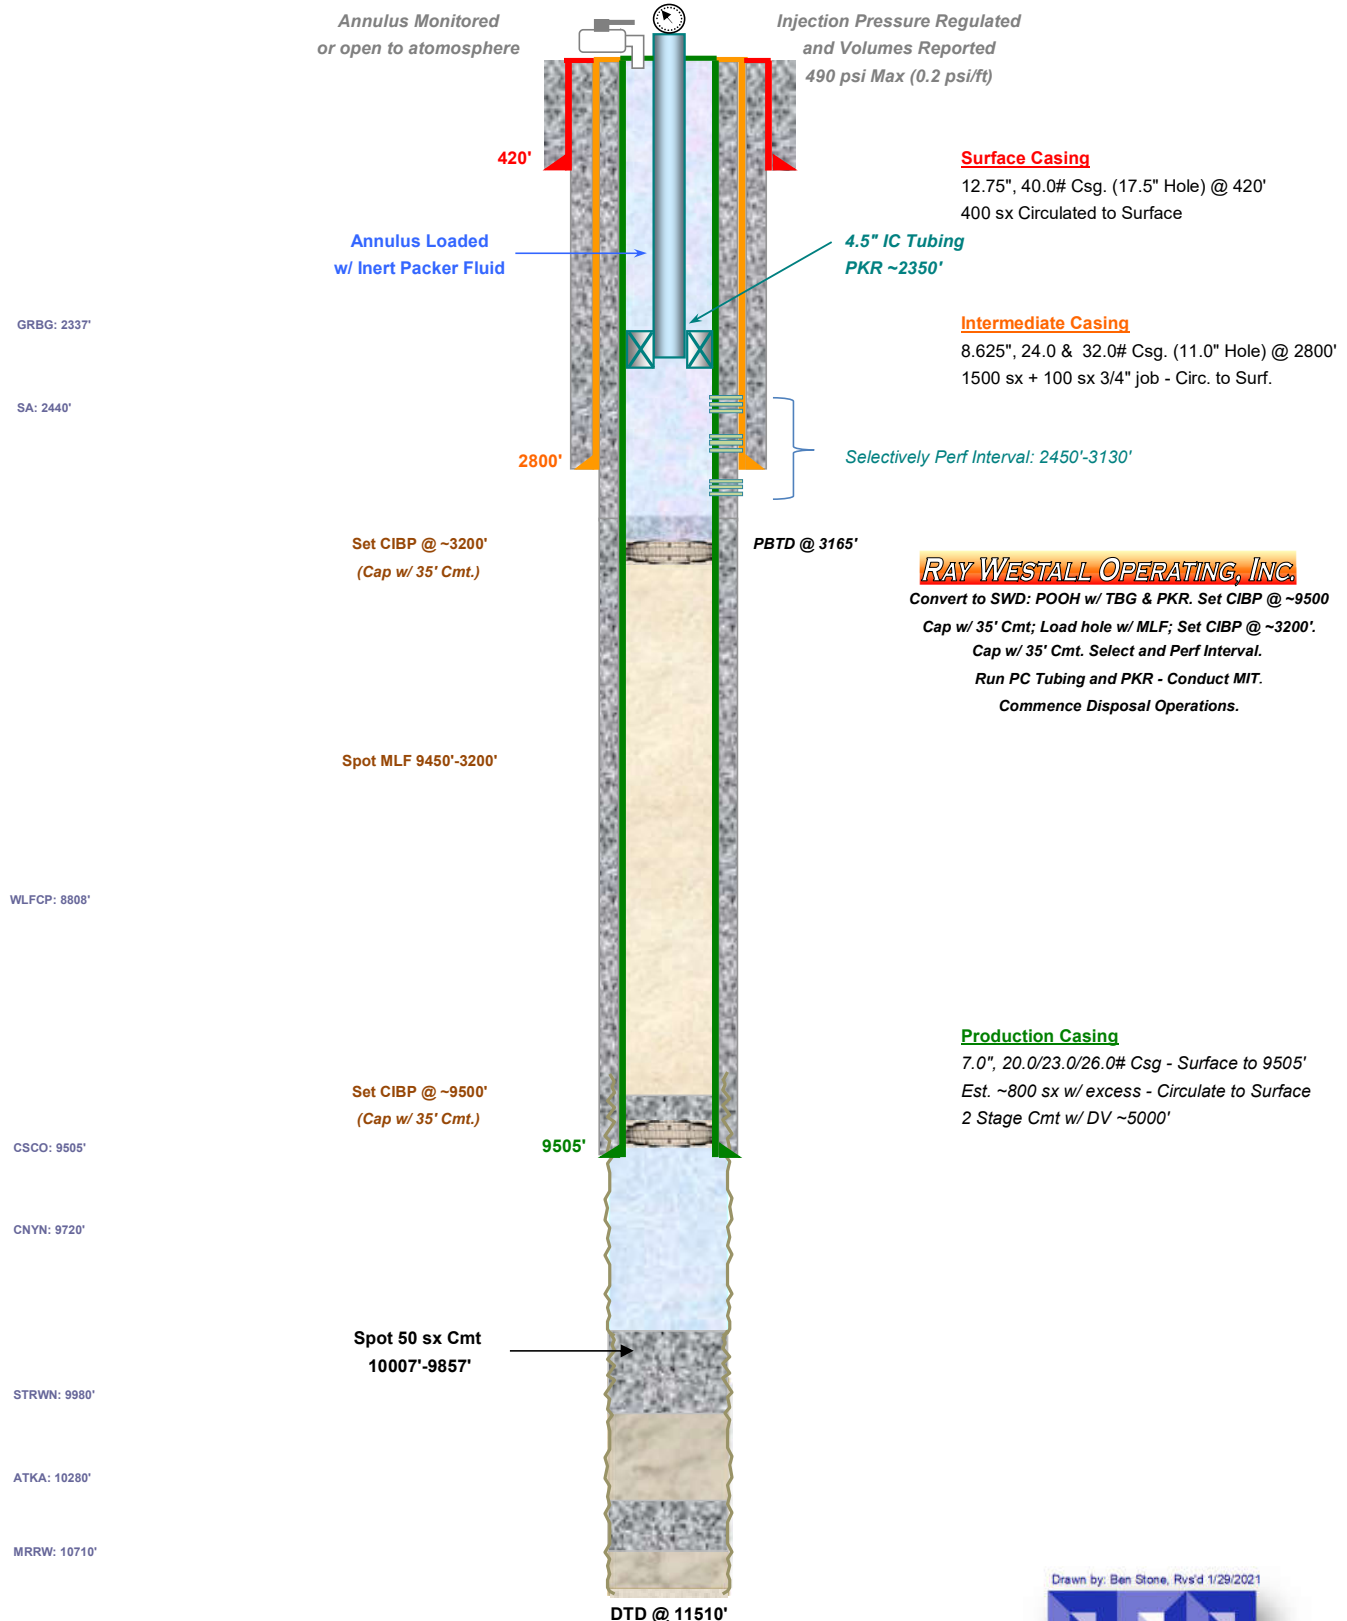 Annulus Monitored
or open to atomosphere
Injection Pressure Regulated
and Volumes Reported
490 psi Max (0.2 psi/ft)
420'
Surface Casing
12.75", 40.0# Csg. (17.5" Hole) @ 420'
400 sx Circulated to Surface
Annulus Loaded
w/ Inert Packer Fluid
4.5" IC Tubing
PKR ~2350'
GRBG: 2337'
Intermediate Casing
8.625", 24.0 & 32.0# Csg. (11.0" Hole) @ 2800'
1500 sx + 100 sx 3/4" job - Circ. to Surf.
SA: 2440'
2800'
Selectively Perf Interval: 2450'-3130'
Set CIBP @ ~3200'
(Cap w/ 35' Cmt.)
PBTD @ 3165'
RAY WESTALL OPERATING, INC.
Convert to SWD: POOH w/ TBG & PKR. Set CIBP @ ~9500
Cap w/ 35' Cmt; Load hole w/ MLF; Set CIBP @ ~3200'.
Cap w/ 35' Cmt. Select and Perf Interval.
Run PC Tubing and PKR - Conduct MIT.
Commence Disposal Operations.
Spot MLF 9450'-3200'
WLFCP: 8808'
Production Casing
7.0", 20.0/23.0/26.0# Csg - Surface to 9505'
Est. ~800 sx w/ excess - Circulate to Surface
2 Stage Cmt w/ DV ~5000'
Set CIBP @ ~9500'
(Cap w/ 35' Cmt.)
CSCO: 9505'
9505'
CNYN: 9720'
Spot 50 sx Cmt
10007'-9857'
STRWN: 9980'
ATKA: 10280'
MRRW: 10710'
Drawn by: Ben Stone, Rvs'd 1/29/2021
DTD @ 11510'